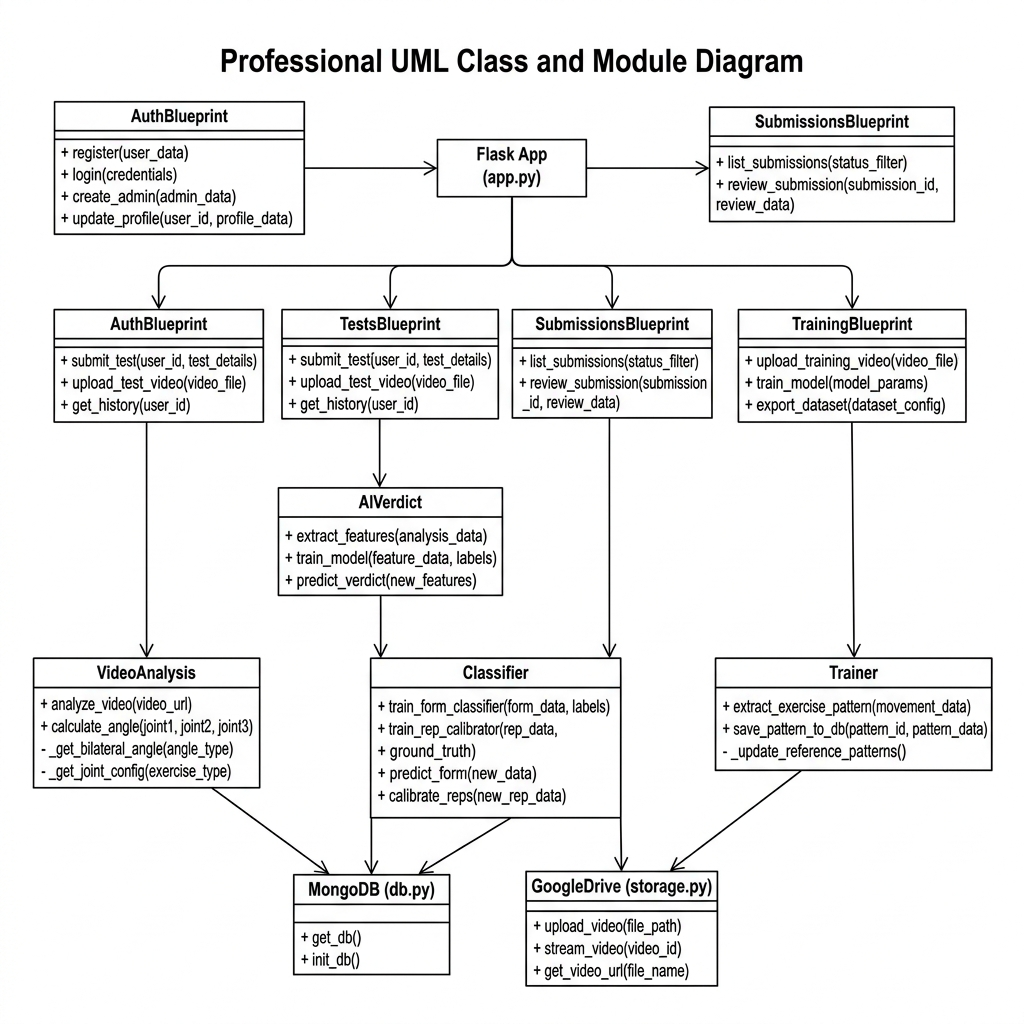 Professional UML Class and Module Diagram
AuthBlueprint
+ register(user_data)
+ login(credentials)
+ create_admin(admin_data)
+ update_profile(user_id, profile_data)
Flask App
(app.py)
SubmissionsBlueprint
+ list_submissions(status_filter)
+ review_submission(submission_id,
review_data)
AuthBlueprint
+ submit_test(user_id, test_details)
+ upload_test_video(video_file)
+ get_history(user_id)
TestsBlueprint
+ submit_test(user_id, test_details)
+ upload_test_video(video_file)
+ get_history(user_id)
SubmissionsBlueprint
+ list_submissions(status_filter)
+ review_submission(submission
_id, review_data)
TrainingBlueprint
+ upload_training_video(video_file)
+ train_model(model_params)
+ export_dataset(dataset_config)
AIVerdict
+ extract_features(analysis_data)
+ train_model(feature_data, labels)
+ predict_verdict(new_features)
VideoAnalysis
+ analyze_video(video_url)
+ calculate_angle(joint1, joint2, joint3)
- _get_bilateral_angle(angle_type)
- _get_joint_config(exercise_type)
Classifier
+ train_form_classifier(form_data, labels)
+ train_rep_calibrator(rep_data,
+ ground_truth)
+ predict_form(new_data)
+ calibrate_reps(new_rep_data)
Trainer
+ extract_exercise_pattern(movement_data)
+ save_pattern_to_db(pattern_id, pattern_data)
- _update_reference_patterns()
MongoDB (db.py)
+ get_db()
+ init_db()
GoogleDrive (storage.py)
+ upload_video(file_path)
+ stream_video(video_id)
+ get_video_url(file_name)